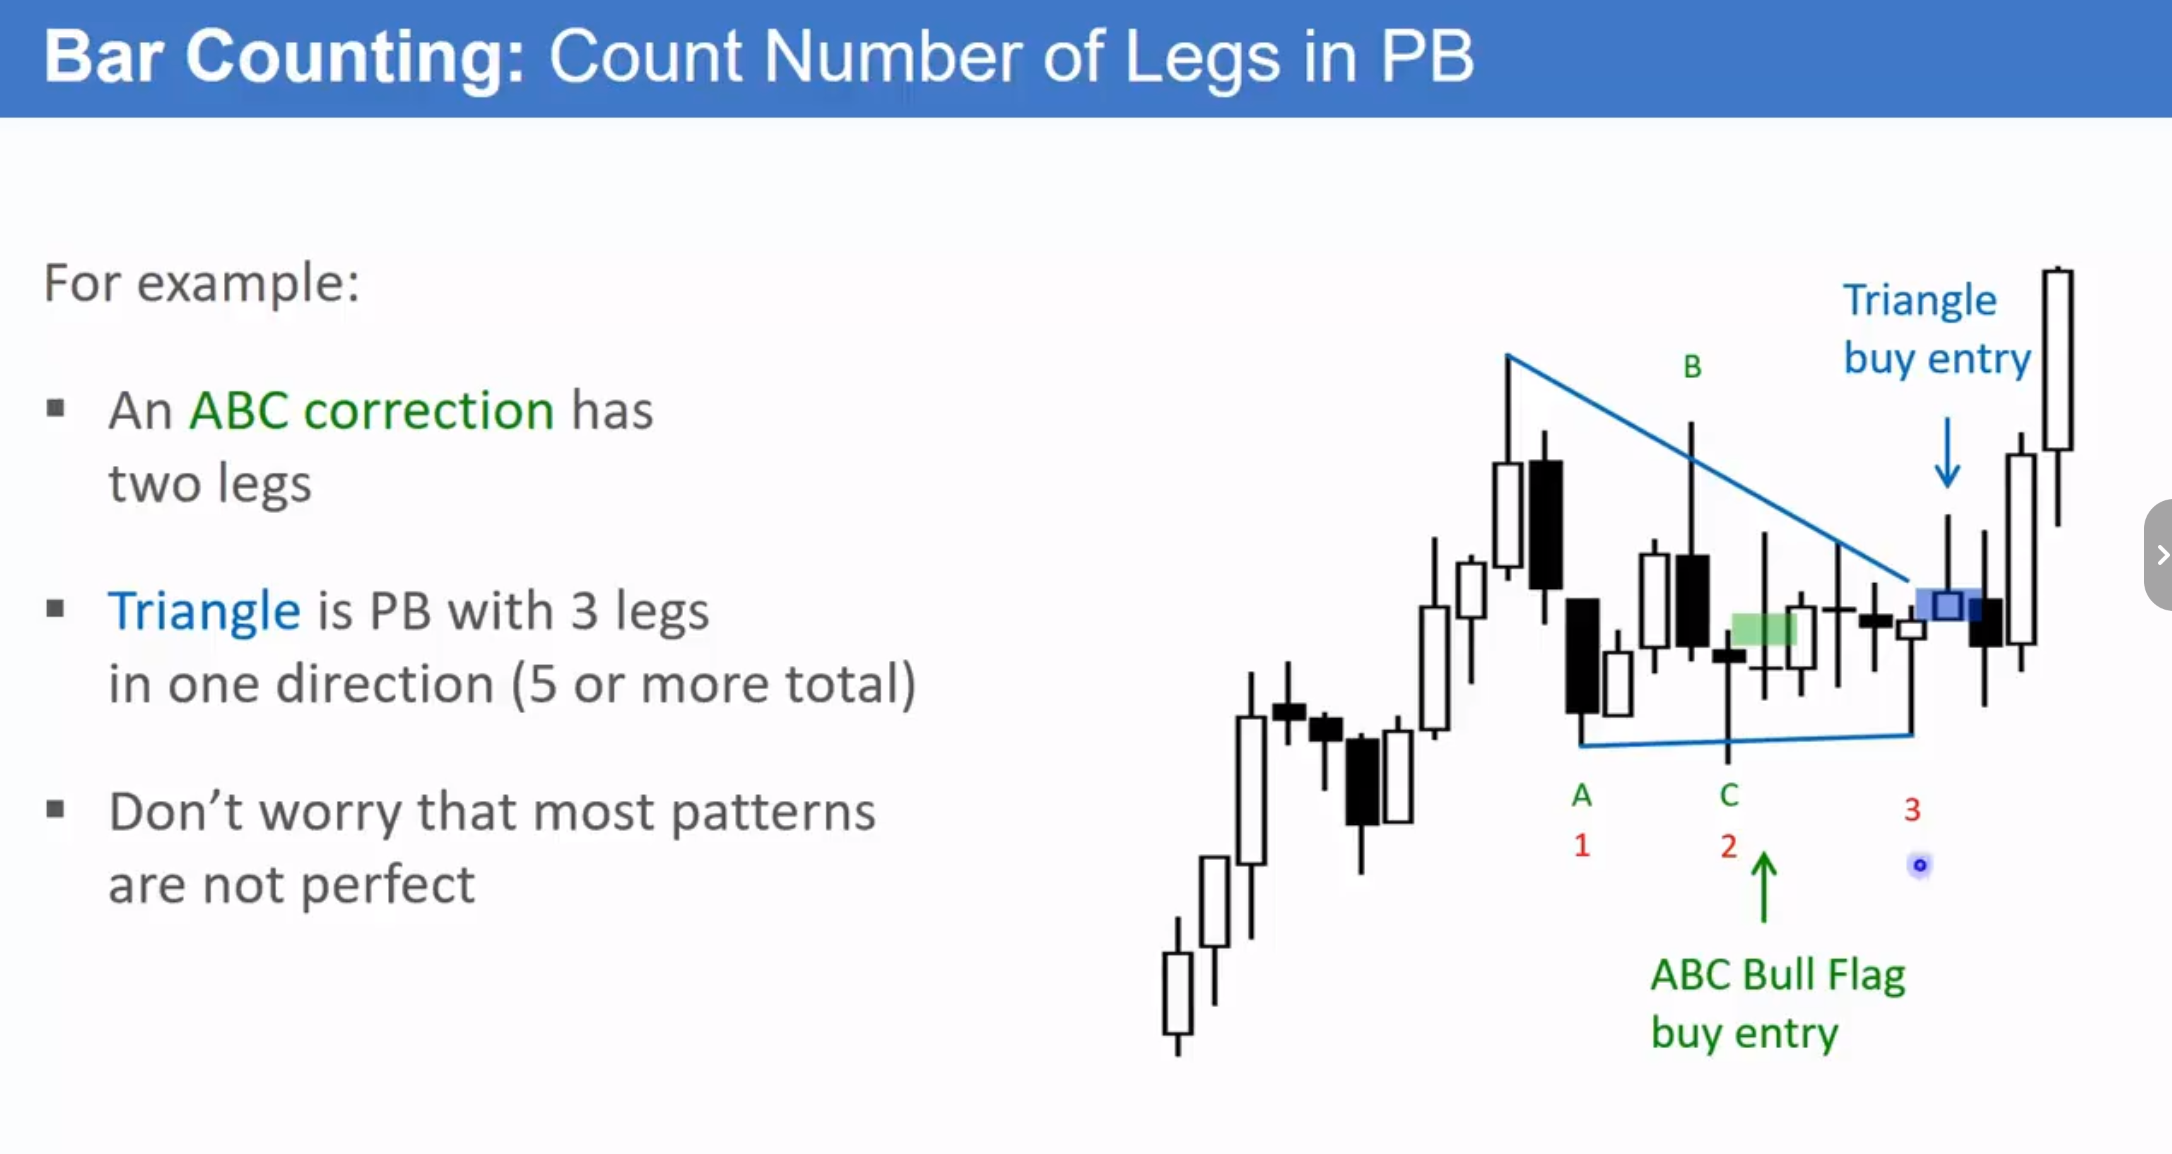 Bar Counting: Count Number of Legs in PB
For example:
▪ An ABC correction has
two legs
▪ Triangle is PB with 3 legs
in one direction (5 or more total)
▪ Don’t worry that most patterns
are not perfect
Triangle
buy entry
B
A
C
3
1
2
ABC Bull Flag
buy entry